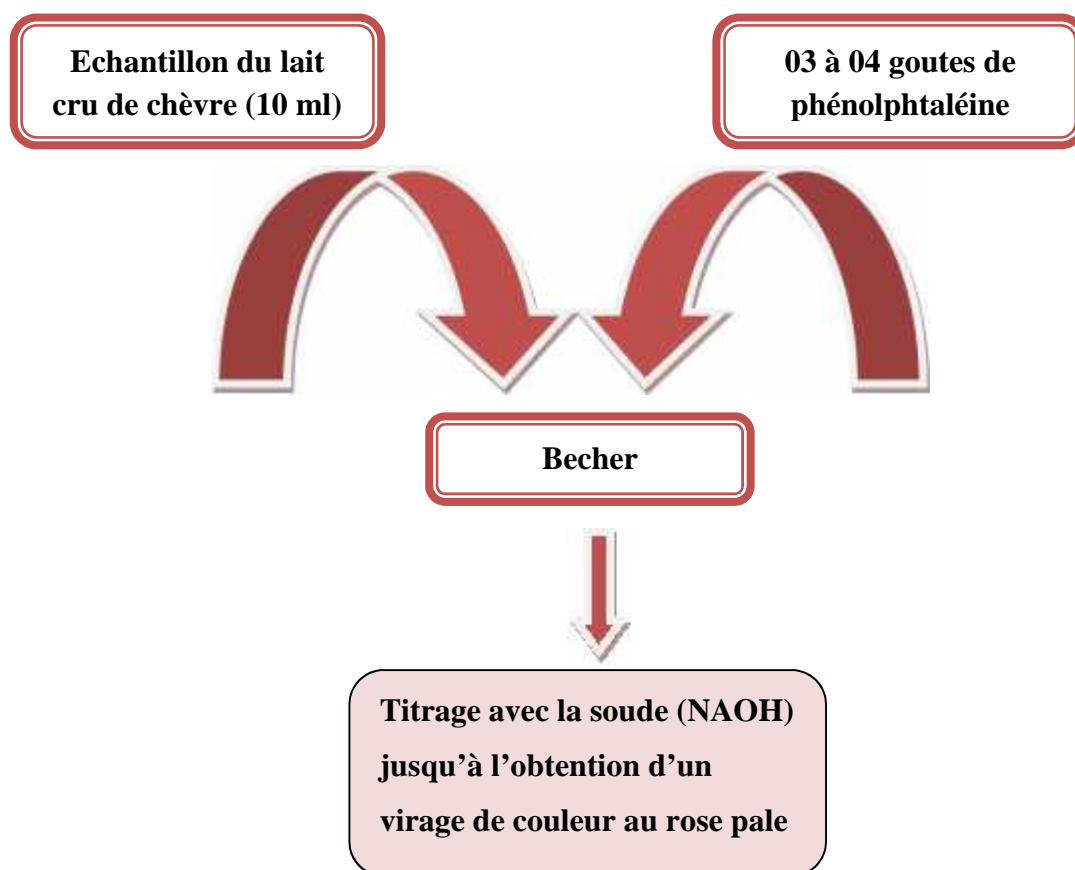 Echantillon du lait
cru de chèvre (10 ml)
03 à 04 goutes de
phénolphtaléine
Becher
Titrage avec la soude (NAOH)
jusqu’à l’obtention d’un
virage de couleur au rose pale